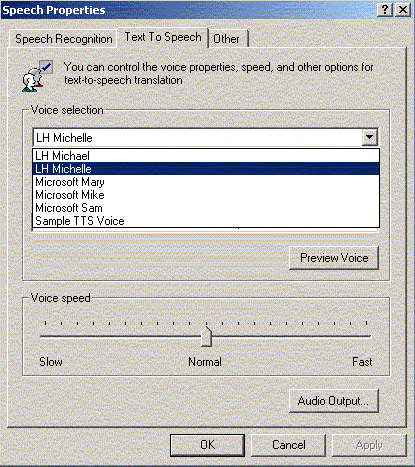 Speech Properties
Speech Recognition
Text To Speech
Other
You can control the voice properties, speed, and other options for
text-to-speech translation
Voice selection
LH Michelle
LH Michael
LH Michelle
Microsoft Mary
Microsoft Mike
Microsoft Sam
Sample TTS Voice
Preview Voice
Voice speed
Slow
Normal
Fast
Audio Output...
OK
Cancel
Apply